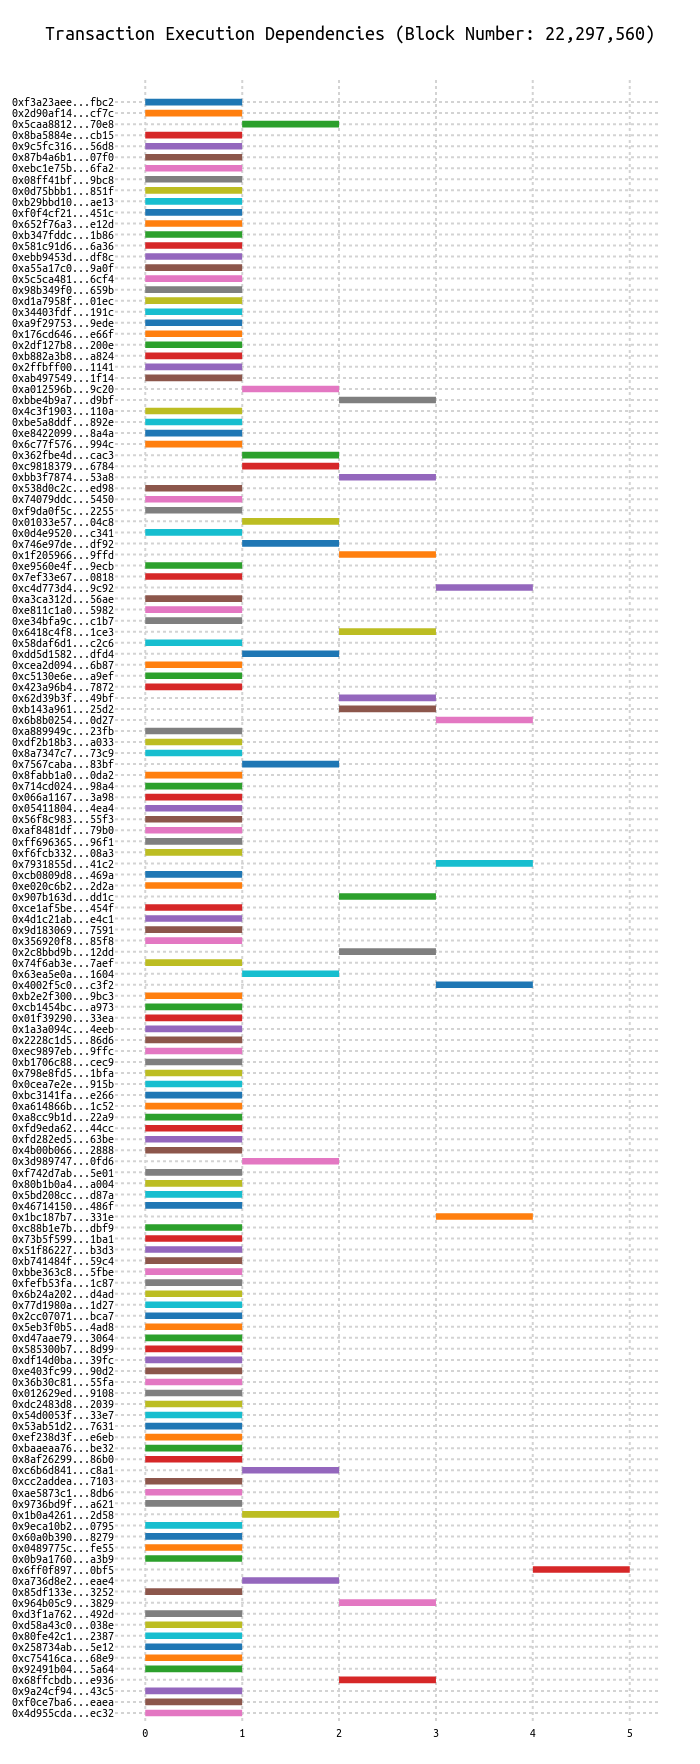 Transaction Execution Dependencies (Block Number: 22,297,560)
0xf3a23aee...fbc2
0x2d90af14...cf7c
0x5caa8812...70e8
0x8ba5884e...cb15
0x9c5fc316...56d8
0x87b4a6b1...07f0
0xebc1e75b...6fa2
0x08ff41bf...9bc8
0x0d75bbb1...851f
0xb29bbd10...ae13
0xf0f4cf21...451c
0x652f76a3...e12d
0xb347fddc...1b86
0x581c91d6...6a36
0xebb9453d...df8c
0xa55a17c0...9a0f
0x5c5ca481...6cf4
0x98b349f0...659b
0xd1a7958f...01ec
0x34403fdf...191c
0xa9f29753...9ede
0x176cd646...e66f
0x2df127b8...200e
0xb882a3b8...a824
0x2ffbff00...1141
0xab497549...1f14
0xa012596b...9c20
0xbbe4b9a7...d9bf
0x4c3f1903...110a
0xbe5a8ddf...892e
0xe8422099...8a4a
0x6c77f576...994c
0x362fbe4d...cac3
0xc9818379...6784
0xbb3f7874...53a8
0x538d0c2c...ed98
0x74079ddc...5450
0xf9da0f5c...2255
0x01033e57...04c8
0x0d4e9520...c341
0x746e97de...df92
0x1f205966...9ffd
0xe9560e4f...9ecb
0x7ef33e67...0818
0xc4d773d4...9c92
0xa3ca312d...56ae
0xe811c1a0...5982
0xe34bfa9c...c1b7
0x6418c4f8...1ce3
0x58daf6d1...c2c6
0xdd5d1582...dfd4
0xcea2d094...6b87
0xc5130e6e...a9ef
0x423a96b4...7872
0x62d39b3f...49bf
0xb143a961...25d2
0x6b8b0254...0d27
0xa889949c...23fb
0xdf2b18b3...a033
0x8a7347c7...73c9
0x7567caba...83bf
0x8fabb1a0...0da2
0x714cd024...98a4
0x066a1167...3a98
0x05411804...4ea4
0x56f8c983...55f3
0xaf8481df...79b0
0xff696365...96f1
0xf6fcb332...08a3
0x7931855d...41c2
0xcb0809d8...469a
0xe020c6b2...2d2a
0x907b163d...dd1c
0xce1af5be...454f
0x4d1c21ab...e4c1
0x9d183069...7591
0x356920f8...85f8
0x2c8bbd9b...12dd
0x74f6ab3e...7aef
0x63ea5e0a...1604
0x4002f5c0...c3f2
0xb2e2f300...9bc3
0xcb1454bc...a973
0x01f39290...33ea
0x1a3a094c...4eeb
0x2228c1d5...86d6
0xec9897eb...9ffc
0xb1706c88...cec9
0x798e8fd5...1bfa
0x0cea7e2e...915b
0xbc3141fa...e266
0xa614866b...1c52
0xa8cc9b1d...22a9
0xfd9eda62...44cc
0xfd282ed5...63be
0x4b00b066...2888
0x3d989747...0fd6
0xf742d7ab...5e01
0x80b1b0a4...a004
0x5bd208cc...d87a
0x46714150...486f
0x1bc187b7...331e
0xc88b1e7b...dbf9
0x73b5f599...1ba1
0x51f86227...b3d3
0xb741484f...59c4
0xbbe363c8...5fbe
0xfefb53fa...1c87
0x6b24a202...d4ad
0x77d1980a...1d27
0x2cc07071...bca7
0x5eb3f0b5...4ad8
0xd47aae79...3064
0x585300b7...8d99
0xdf14d0ba...39fc
0xe403fc99...90d2
0x36b30c81...55fa
0x012629ed...9108
0xdc2483d8...2039
0x54d0053f...33e7
0x53ab51d2...7631
0xef238d3f...e6eb
0xbaaeaa76...be32
0x8af26299...86b0
0xc6b6d841...c8a1
0xcc2addea...7103
0xae5873c1...8db6
0x9736bd9f...a621
0x1b0a4261...2d58
0x9eca10b2...0795
0x60a0b390...8279
0x0489775c...fe55
0x0b9a1760...a3b9
0x6ff0f897...0bf5
0xa736d8e2...eae4
0x85df133e...3252
0x964b05c9...3829
0xd3f1a762...492d
0xd58a43c0...038e
0x80fe42c1...2387
0x258734ab...5e12
0xc75416ca...68e9
0x92491b04...5a64
0x68ffcbdb...e936
0x9a24cf94...43c5
0xf0ce7ba6...eaea
0x4d955cda...ec32
0 1 2 3 4 5